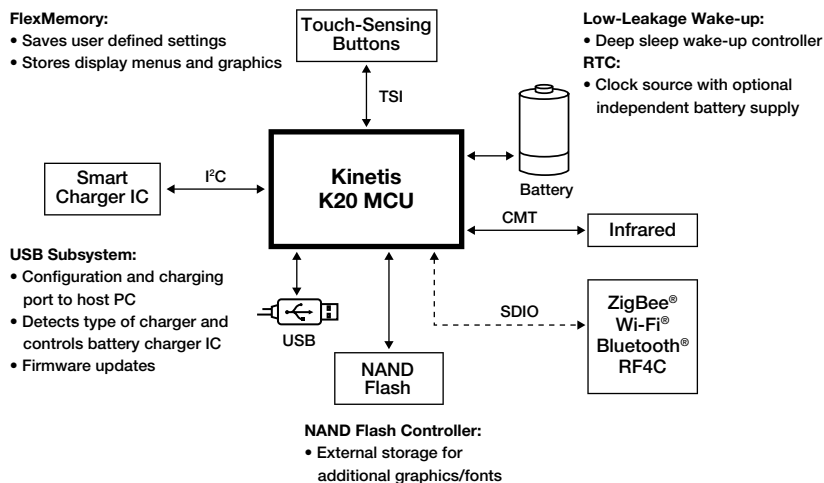 FlexMemory:
• Saves user defined settings
• Stores display menus and graphics
Touch-Sensing
Buttons
Low-Leakage Wake-up:
• Deep sleep wake-up controller
RTC:
• Clock source with optional
independent battery supply
TSI
Smart
Charger IC
I²C
Kinetis
K20 MCU
Battery
CMT
Infrared
USB Subsystem:
• Configuration and charging
port to host PC
• Detects type of charger and
controls battery charger IC
• Firmware updates
USB
SDIO
ZigBee®
Wi-Fi®
Bluetooth®
RF4C
NAND
Flash
NAND Flash Controller:
• External storage for
additional graphics/fonts